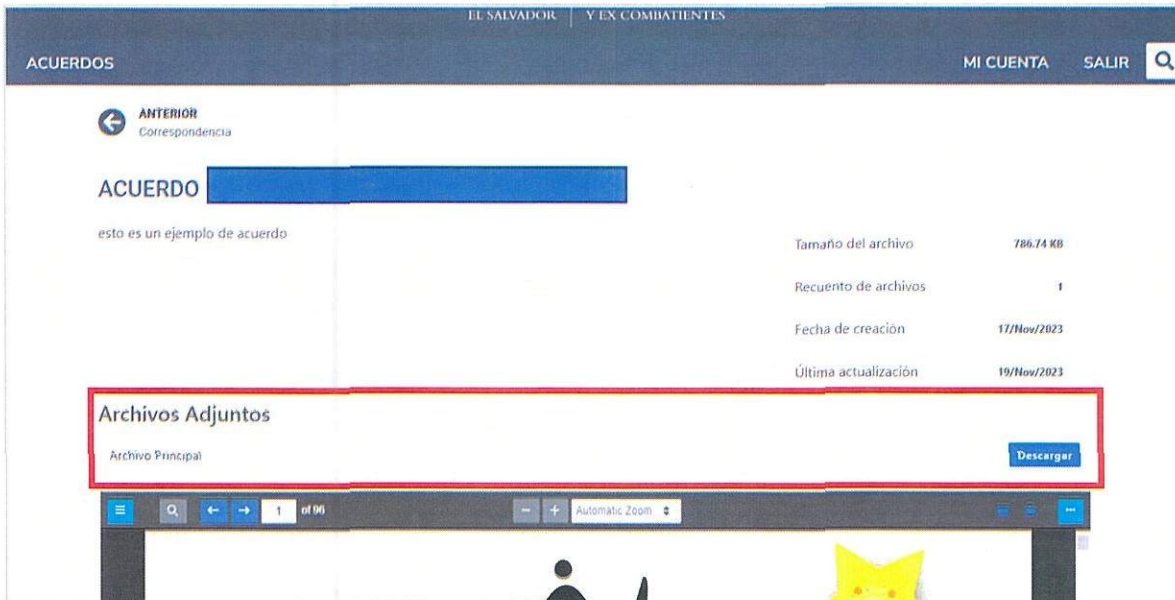 EL SALVADOR Y EX COMBATIENTES
ACUERDOS MI CUENTA SALIR
ANTERIOR
Correspondencia
ACUERDO
esto es un ejemplo de acuerdo
Tamaño del archivo 786.74 KB
Recuento de archivos 1
Fecha de creación 17/Nov/2023
Última actualización 19/Nov/2023
Archivos Adjuntos
Archivo Principal Descargar
1 of 96 Automatic Zoom